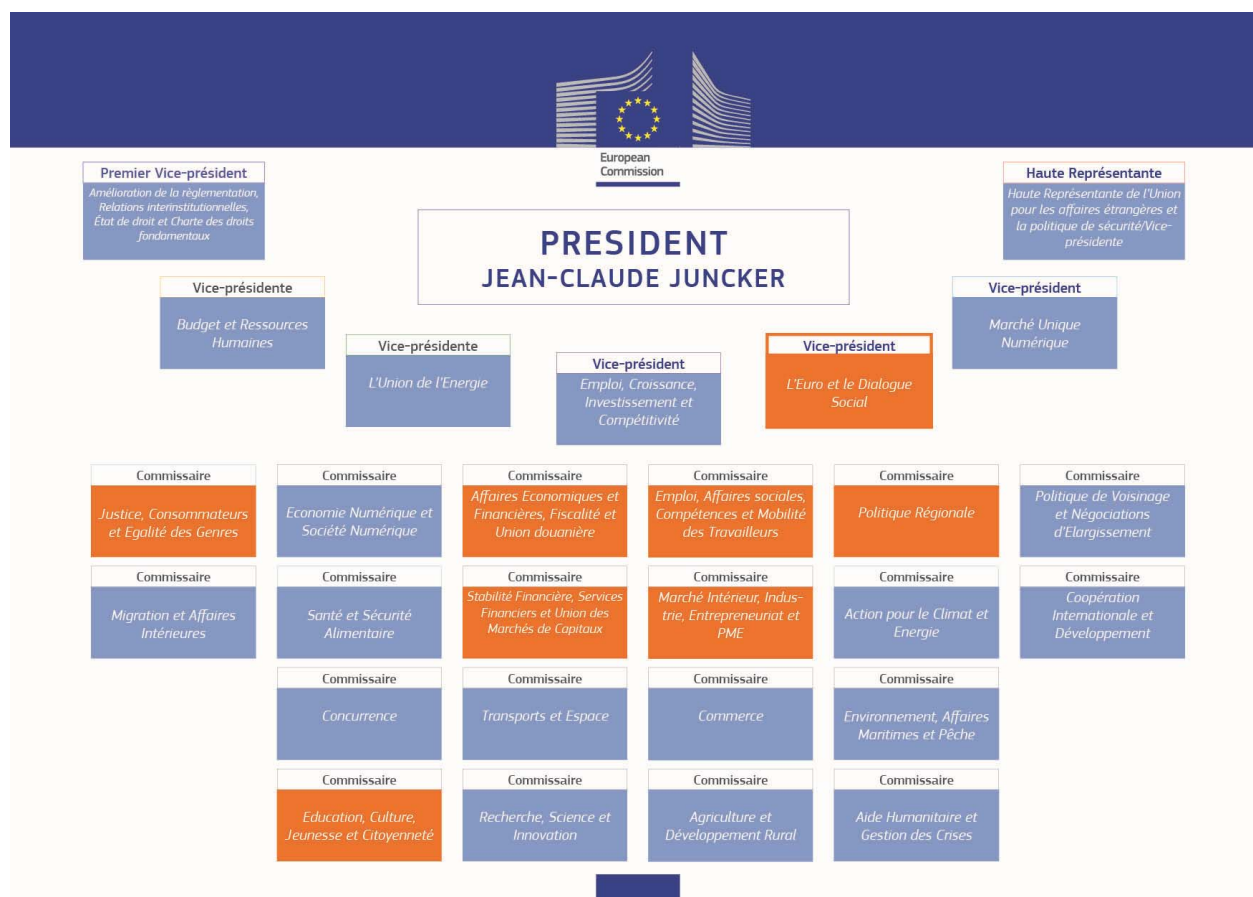 European
Commission
Premier Vice-président
Amélioration de la règlementation,
Relations interinstitutionnelles,
État de droit et Charte des droits
fondamentaux
Haute Représentante
Haute Représentante de l'Union
pour les affaires étrangères et
la politique de sécurité/Vice-
présidente
PRESIDENT
JEAN-CLAUDE JUNCKER
Vice-présidente
Budget et Ressources
Humaines
Vice-présidente
L'Union de l'Energie
Vice-président
Emploi, Croissance,
Investissement et
Compétitivité
Vice-président
L'Euro et le Dialogue
Social
Vice-président
Marché Unique
Numérique
Commissaire
Justice, Consommateurs
et Egalité des Genres
Commissaire
Economie Numérique et
Société Numérique
Commissaire
Affaires Economiques et
Financières, Fiscalité et
Union douanière
Commissaire
Emploi, Affaires sociales,
Compétences et Mobilité
des Travailleurs
Commissaire
Politique Régionale
Commissaire
Politique de Voisinage
et Négociations
d'Elargissement
Commissaire
Migration et Affaires
Intérieures
Commissaire
Santé et Sécurité
Alimentaire
Commissaire
Stabilité Financière, Services
Financiers et Union des
Marchés de Capitaux
Commissaire
Marché Intérieur, Indus-
trie, Entrepreneuriat et
PME
Commissaire
Action pour le Climat et
Energie
Commissaire
Coopération
Internationale et
Développement
Commissaire
Concurrence
Commissaire
Transports et Espace
Commissaire
Commerce
Commissaire
Environnement, Affaires
Maritimes et Pêche
Commissaire
Education, Culture,
Jeunesse et Citoyenneté
Commissaire
Recherche, Science et
Innovation
Commissaire
Agriculture et
Développement Rural
Commissaire
Aide Humanitaire et
Gestion des Crises